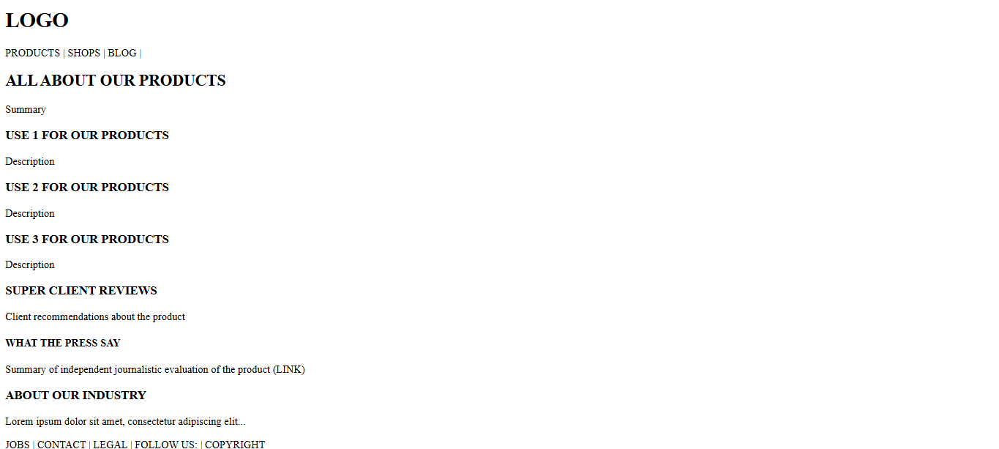 LOGO
PRODUCTS | SHOPS | BLOG |
ALL ABOUT OUR PRODUCTS
Summary
USE 1 FOR OUR PRODUCTS
Description
USE 2 FOR OUR PRODUCTS
Description
USE 3 FOR OUR PRODUCTS
Description
SUPER CLIENT REVIEWS
Client recommendations about the product
WHAT THE PRESS SAY
Summary of independent journalistic evaluation of the product (LINK)
ABOUT OUR INDUSTRY
Lorem ipsum dolor sit amet, consectetur adipiscing elit...
JOBS | CONTACT | LEGAL | FOLLOW US: | COPYRIGHT